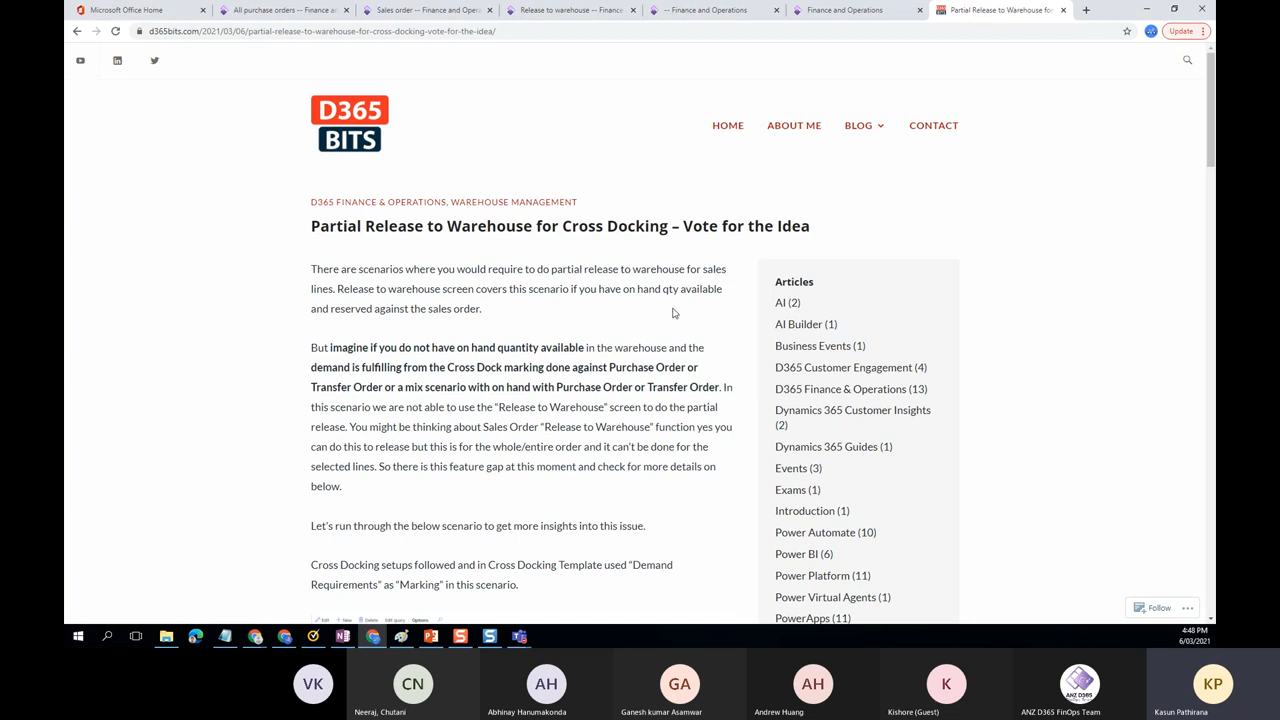 Microsoft Office Home
All purchase orders -- Finance ar
Sales order -- Finance and Oper
Release to warehouse -- Finance
-- Finance and Operations
Finance and Operations
Partial Release to Warehouse for
d365bits.com/2021/03/06/partial-release-to-warehouse-for-cross-docking-vote-for-the-idea/
Update
D365
BITS
HOME
ABOUT ME
BLOG
CONTACT
D365 FINANCE & OPERATIONS, WAREHOUSE MANAGEMENT
Partial Release to Warehouse for Cross Docking – Vote for the Idea
There are scenarios where you would require to do partial release to warehouse for sales
lines. Release to warehouse screen covers this scenario if you have on hand qty available
and reserved against the sales order.
But imagine if you do not have on hand quantity available in the warehouse and the
demand is fulfilling from the Cross Dock marking done against Purchase Order or
Transfer Order or a mix scenario with on hand with Purchase Order or Transfer Order. In
this scenario we are not able to use the “Release to Warehouse” screen to do the partial
release. You might be thinking about Sales Order “Release to Warehouse” function yes you
can do this to release but this is for the whole/entire order and it can’t be done for the
selected lines. So there is this feature gap at this moment and check for more details on
below.
Let’s run through the below scenario to get more insights into this issue.
Cross Docking setups followed and in Cross Docking Template used “Demand
Requirements” as “Marking” in this scenario.
Edit
New
Delete
Edit query
Options
Articles
AI (2)
AI Builder (1)
Business Events (1)
D365 Customer Engagement (4)
D365 Finance & Operations (13)
Dynamics 365 Customer Insights
(2)
Dynamics 365 Guides (1)
Events (3)
Exams (1)
Introduction (1)
Power Automate (10)
Power BI (6)
Power Platform (11)
Power Virtual Agents (1)
PowerApps (11)
Follow
4:48 PM
6/03/2021
VK
CN
Neeraj, Chutani
AH
Abhinay Hanumakonda
GA
Ganesh kumar Asamwar
AH
Andrew Huang
K
Kishore (Guest)
ANZ D365
ANZ D365 FinOps Team
KP
Kasun Pathirana